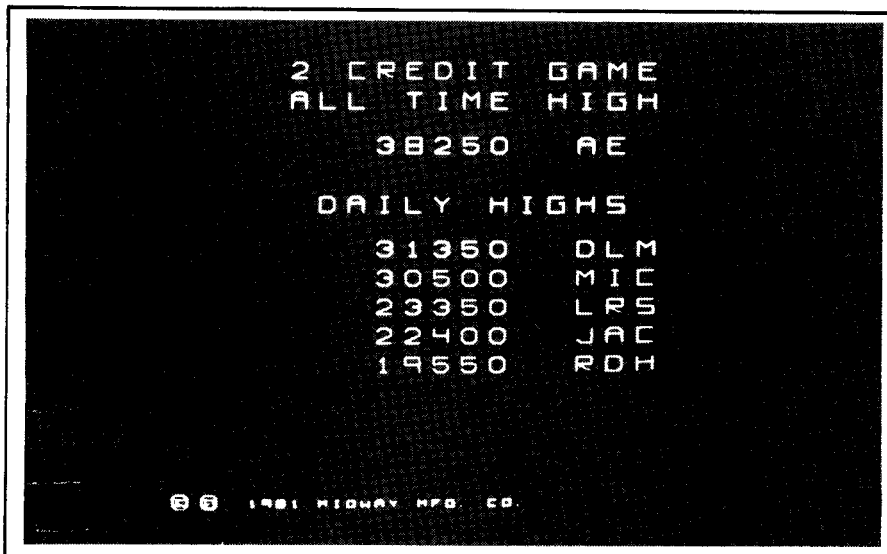 2 CREDIT GAME
ALL TIME HIGH
38250 AE
DAILY HIGHS
31350 DLM
30500 MIC
23350 LRS
22400 JAC
19550 RDH
® © 1981 MIDWAY MFG. CO.